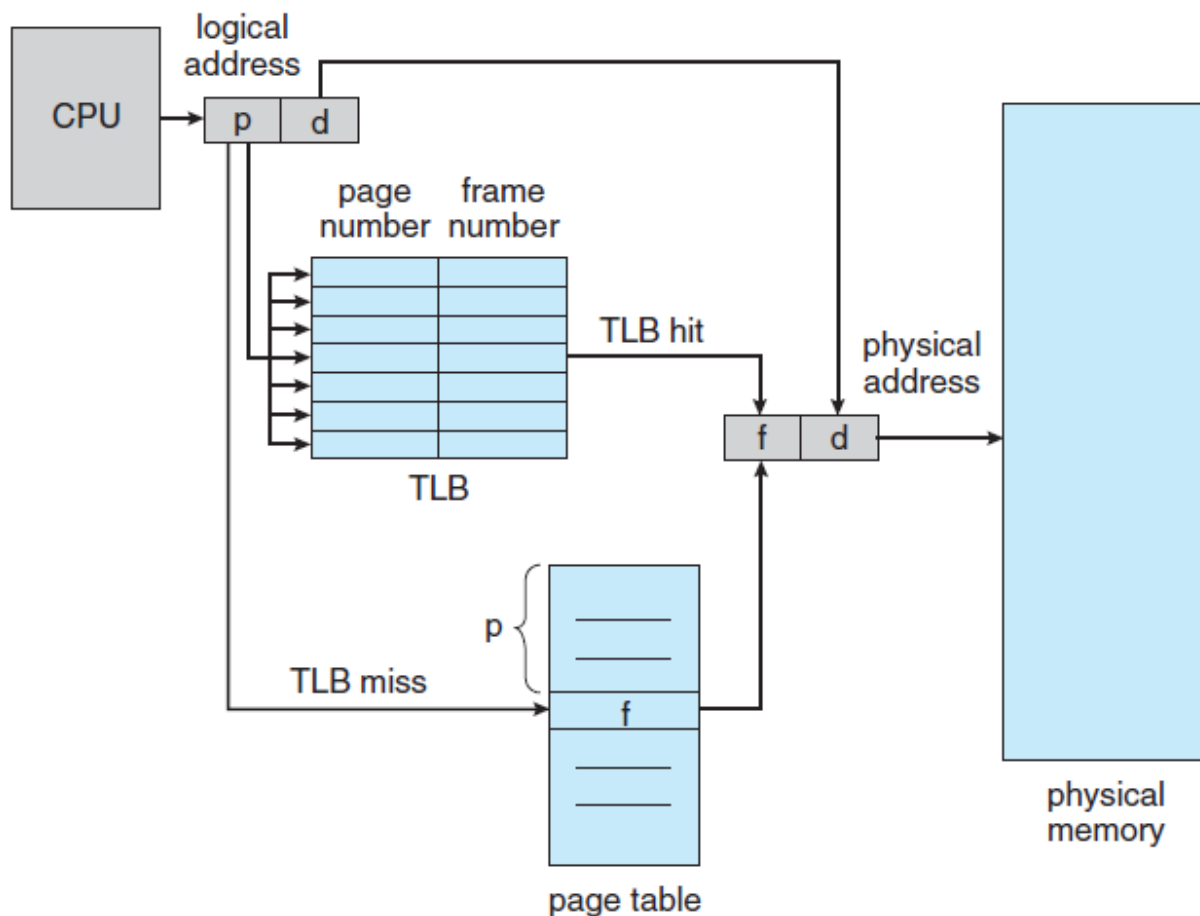 logical
address
CPU
p
d
page
number
frame
number
TLB hit
physical
address
f
d
TLB
p
TLB miss
f
physical
memory
page table